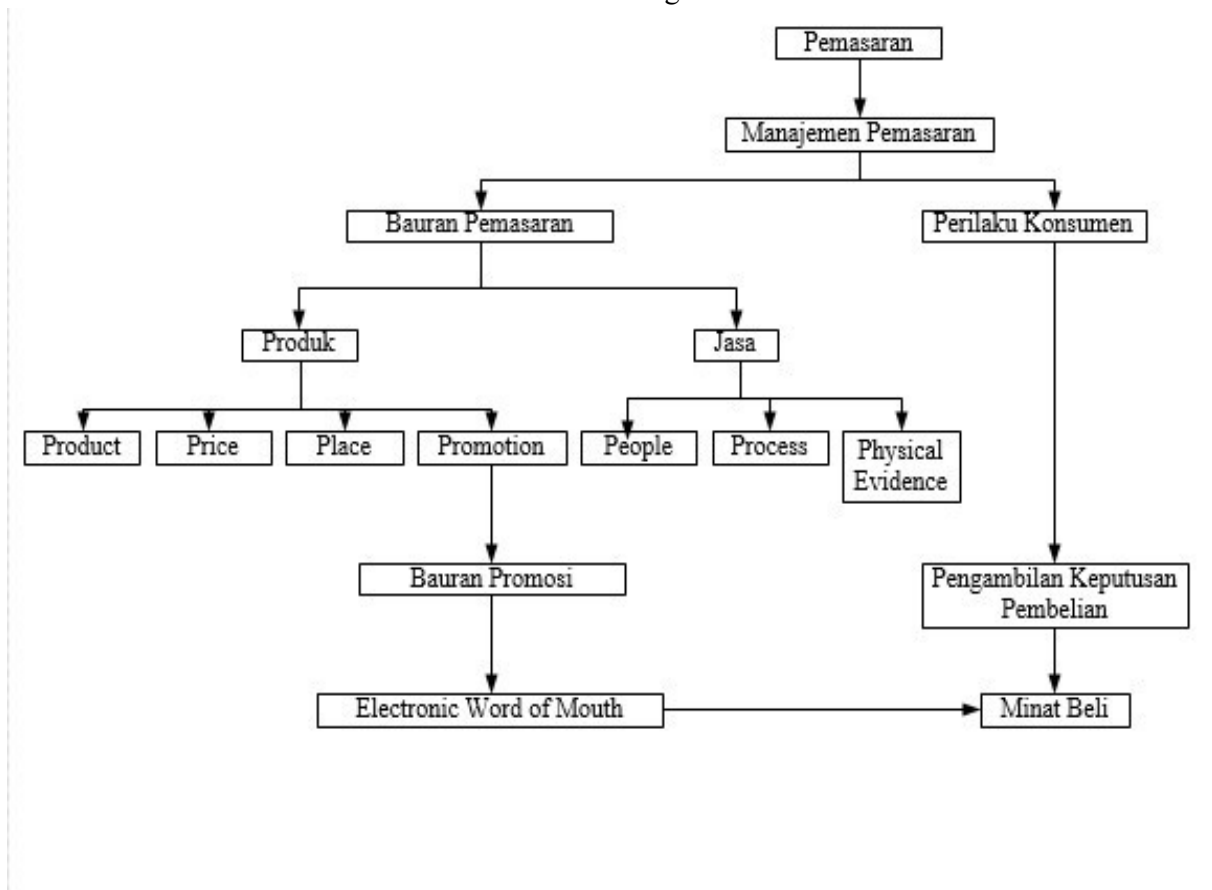 Pemasaran
Manajemen Pemasaran
Bauran Pemasaran
Perilaku Konsumen
Produk
Jasa
Product
Price
Place
Promotion
People
Process
Physical
Evidence
Bauran Promosi
Pengambilan Keputusan
Pembelian
Electronic Word of Mouth
Minat Beli